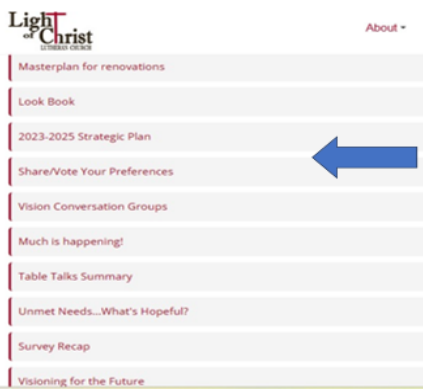 Light
of Christ
LUTHERAN CHURCH
About
Masterplan for renovations
Look Book
2023-2025 Strategic Plan
Share/Vote Your Preferences
Vision Conversation Groups
Much is happening!
Table Talks Summary
Unmet Needs...What's Hopeful?
Survey Recap
Visioning for the Future